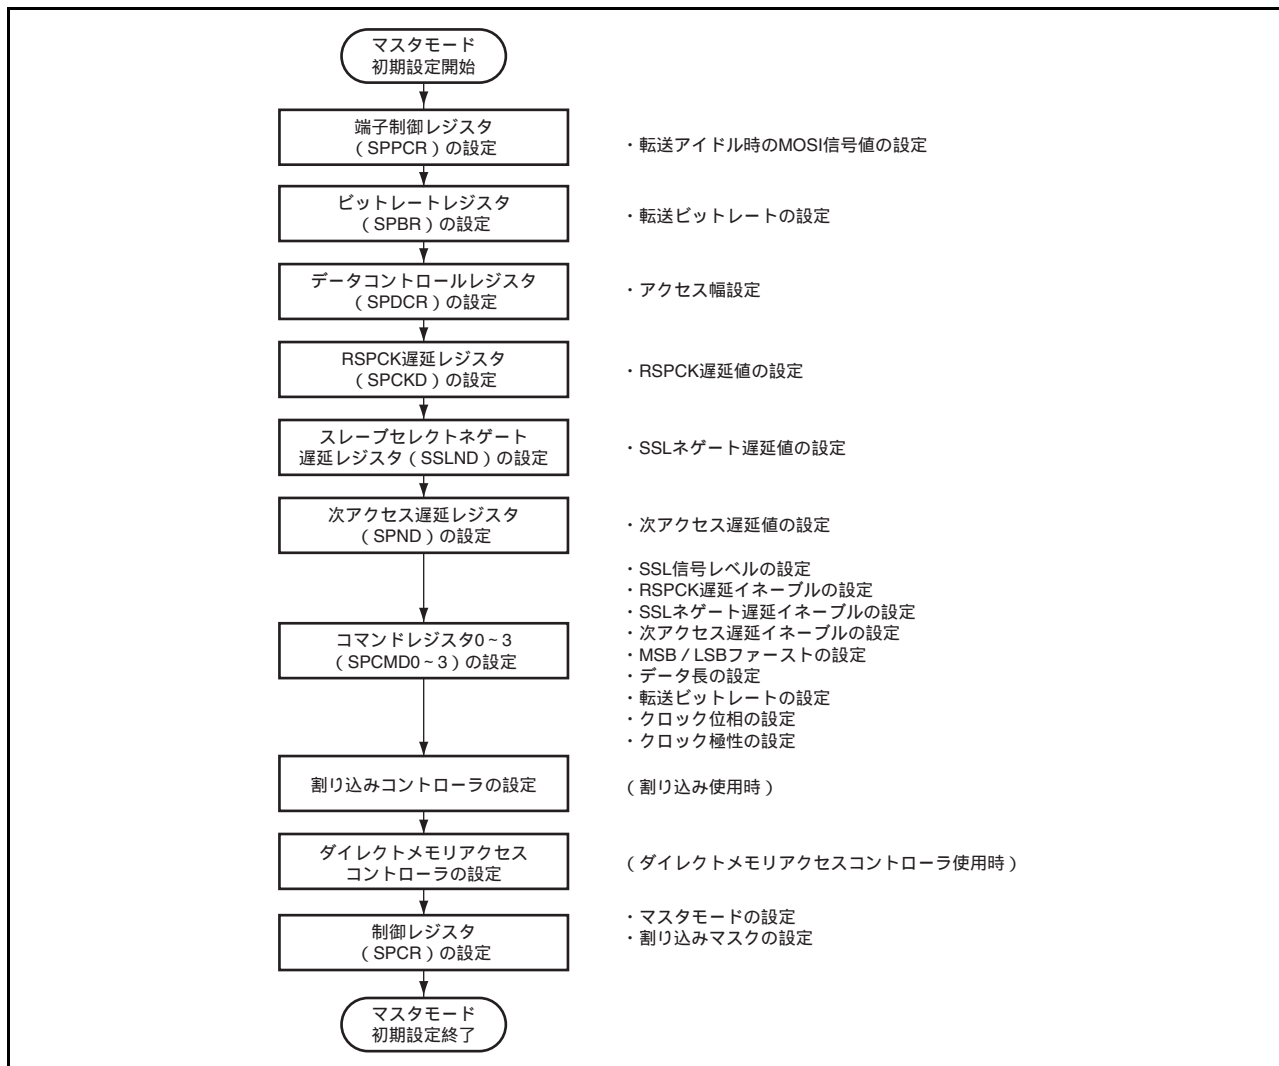 マスタモード
初期設定開始
端子制御レジスタ
(SPPCR)の設定
・転送アイドル時のMOSI信号値の設定
ビットレートレジスタ
(SPBR)の設定
・転送ビットレートの設定
データコントロールレジスタ
(SPDCR)の設定
・アクセス幅設定
RSPCK遅延レジスタ
(SPCKD)の設定
・RSPCK遅延値の設定
スレーブセレクトネゲート
遅延レジスタ(SSLND)の設定
・SSLネゲート遅延値の設定
次アクセス遅延レジスタ
(SPND)の設定
・次アクセス遅延値の設定
コマンドレジスタ0~3
(SPCMD0~3)の設定
・SSL信号レベルの設定
・RSPCK遅延イネーブルの設定
・SSLネゲート遅延イネーブルの設定
・次アクセス遅延イネーブルの設定
・MSB/LSBファーストの設定
・データ長の設定
・転送ビットレートの設定
・クロック位相の設定
・クロック極性の設定
割り込みコントローラの設定
(割り込み使用時)
ダイレクトメモリアクセス
コントローラの設定
(ダイレクトメモリアクセスコントローラ使用時)
制御レジスタ
(SPCR)の設定
・マスタモードの設定
・割り込みマスクの設定
マスタモード
初期設定終了